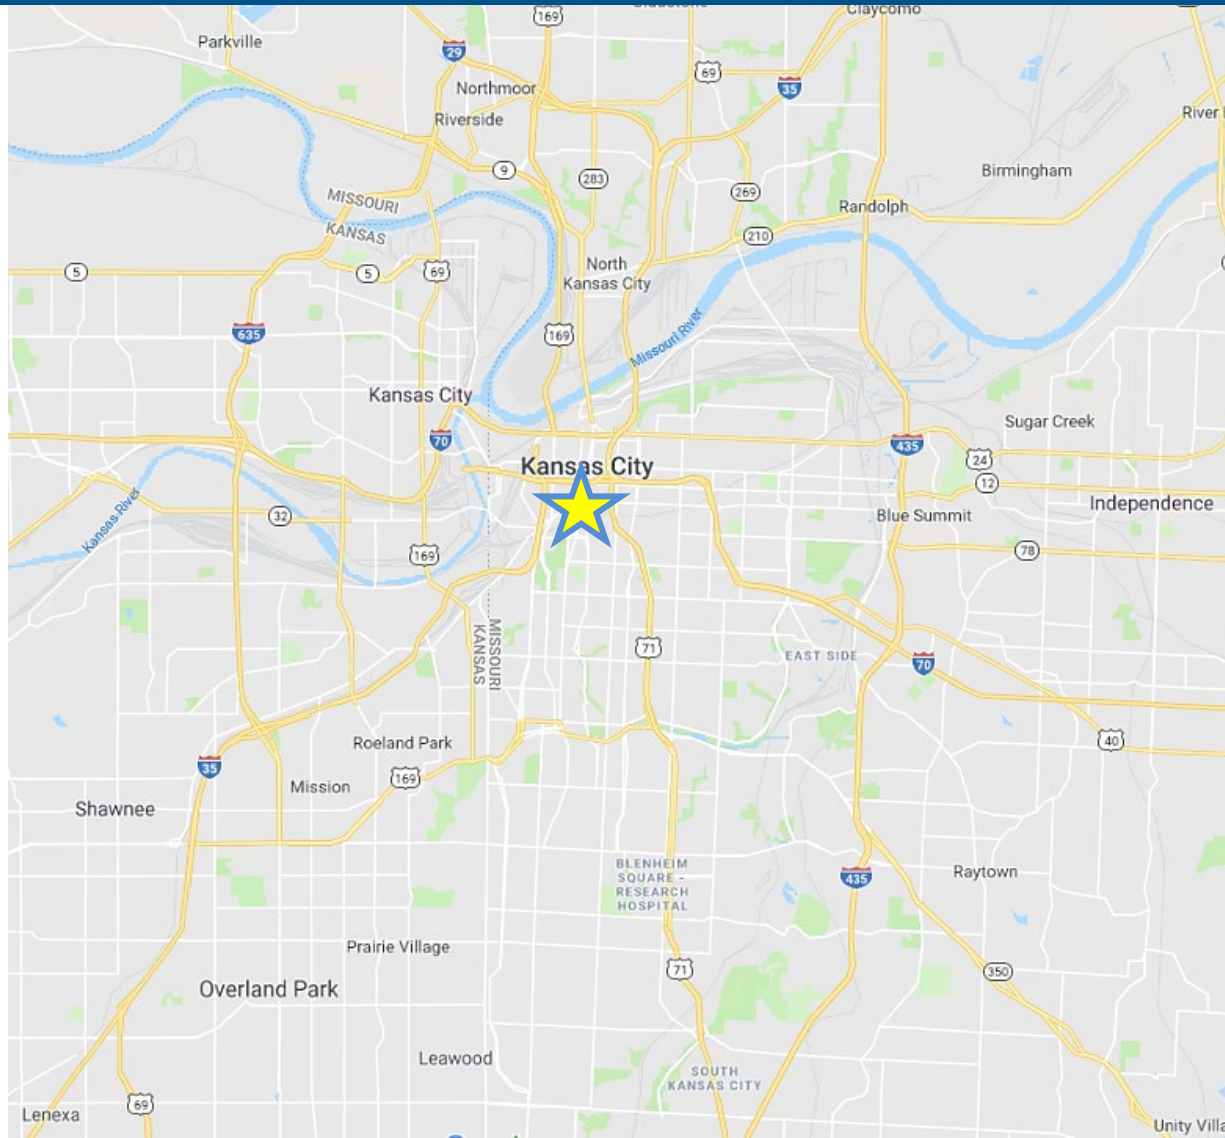 Claycomo
169
Parkville
29
69
35
Northmoor
River
Riverside
9
283
Birmingham
269
MISSOURI
Randolph
KANSAS
210
5
5
69
North
Kansas City
635
169
Missouri River
Kansas City
Sugar Creek
70
435
24
Kansas City
12
Kansas River
Independence
32
Blue Summit
169
78
MISSOURI
KANSAS
71
EAST SIDE
70
Roeland Park
40
35
169
Mission
Shawnee
BLENHEIM
SQUARE -
RESEARCH
HOSPITAL
435
Raytown
Prairie Village
71
350
Overland Park
Leawood
SOUTH
KANSAS CITY
69
Lenexa
Unity Villa